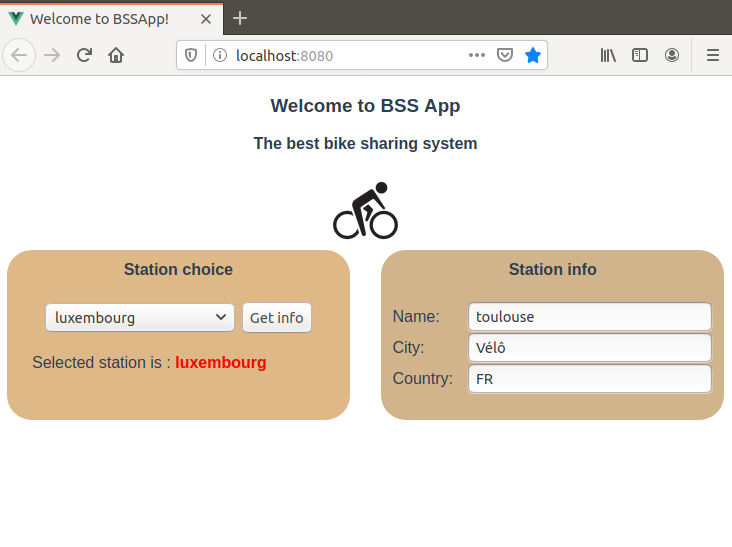 Welcome to BSSApp!
localhost:8080
Welcome to BSS App
The best bike sharing system
Station choice
luxembourg
Get info
Selected station is : luxembourg
Station info
Name: toulouse
City: Vélô
Country: FR